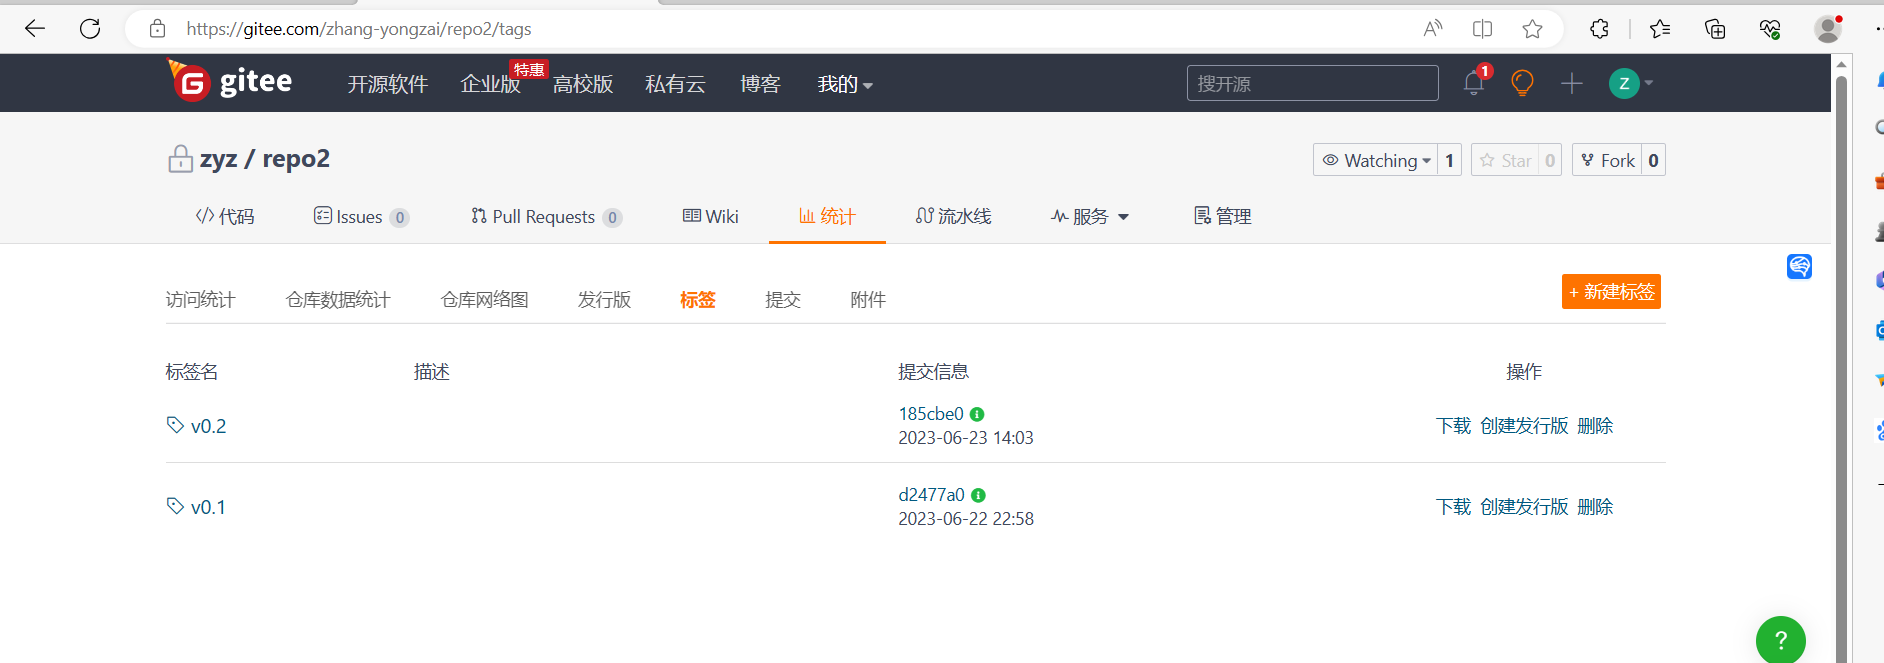 https://gitee.com/zhang-yongzai/repo2/tags
gitee 开源软件 企业版 特惠 高校版 私有云 博客 我的 搜开源 1 Z
zyz / repo2 Watching 1 Star 0 Fork 0
代码 Issues 0 Pull Requests 0 Wiki 统计 流水线 服务 管理
访问统计 仓库数据统计 仓库网络图 发行版 标签 提交 附件 + 新建标签
标签名 描述 提交信息 操作
v0.2 185cbe0 下载 创建发行版 删除
2023-06-23 14:03
v0.1 d2477a0 下载 创建发行版 删除
2023-06-22 22:58
?